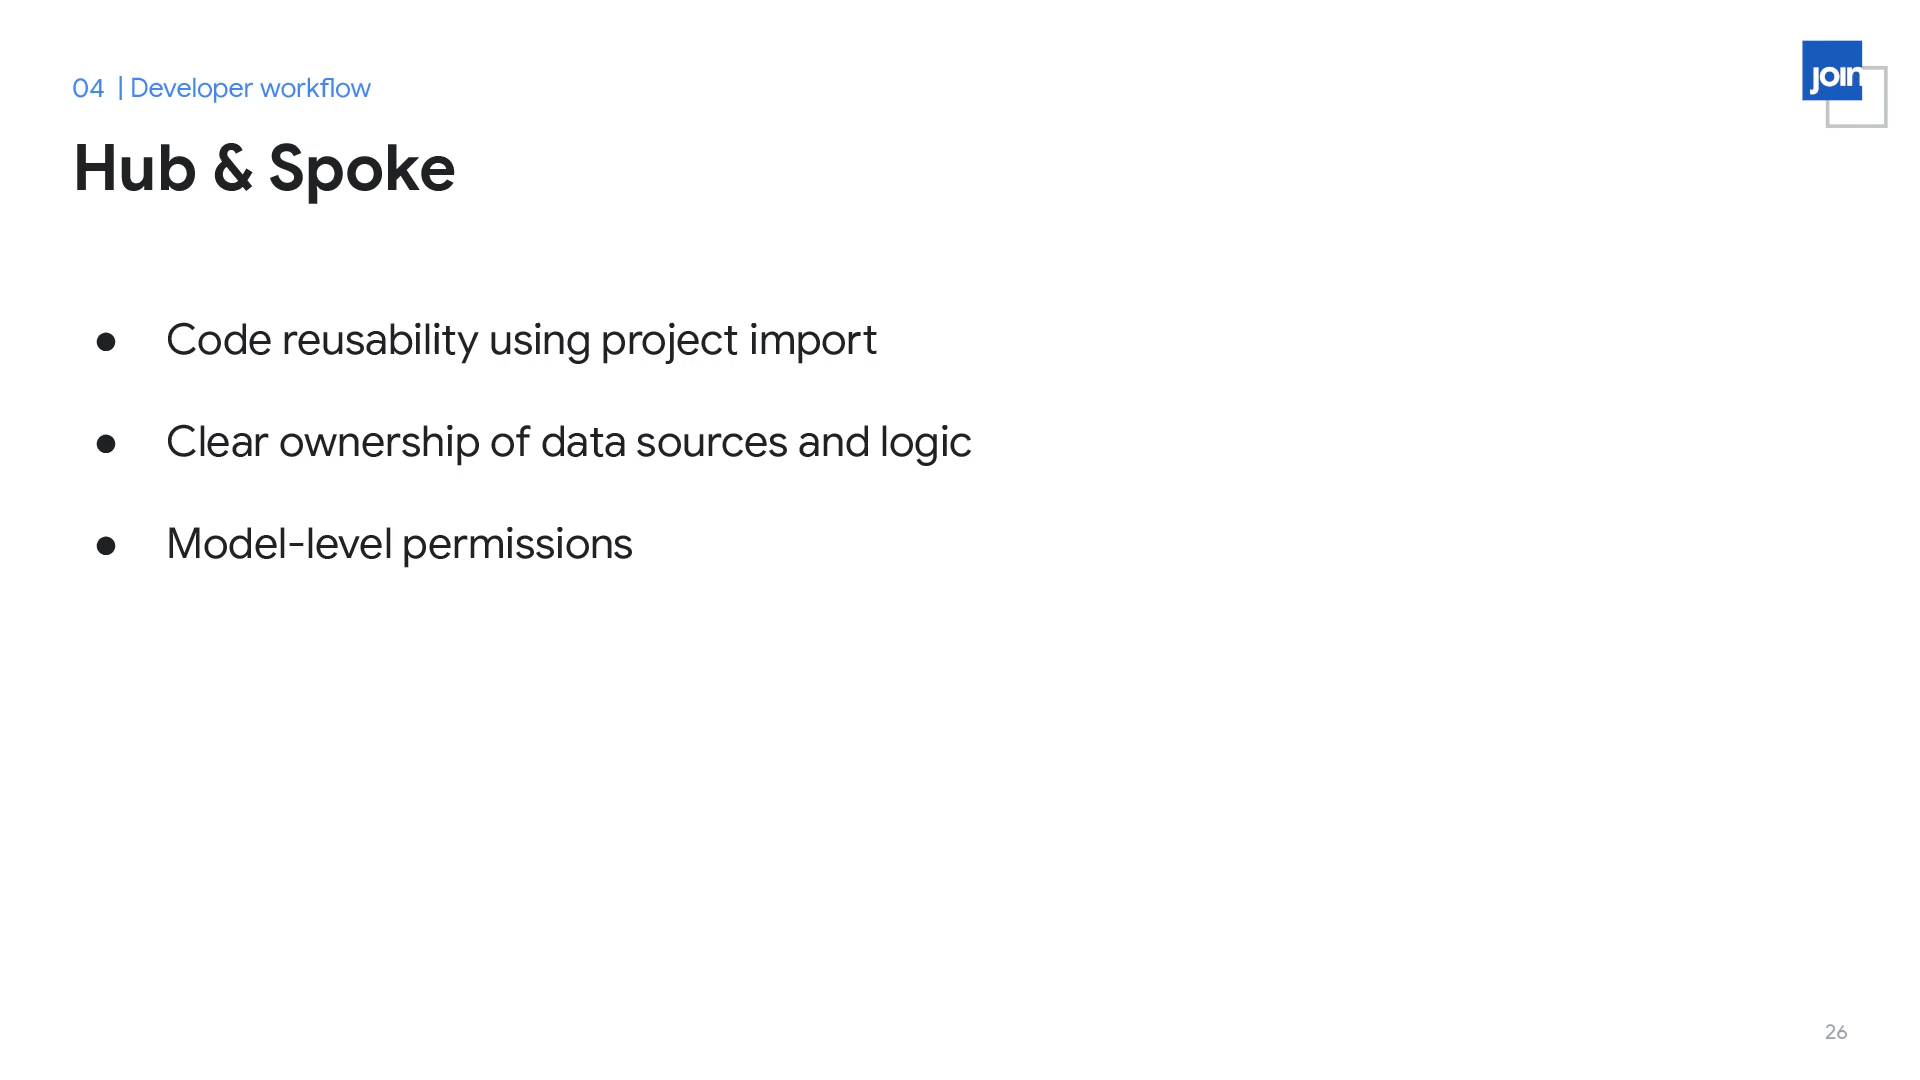 04 | Developer workflow
join
Hub & Spoke
● Code reusability using project import
● Clear ownership of data sources and logic
● Model-level permissions
26